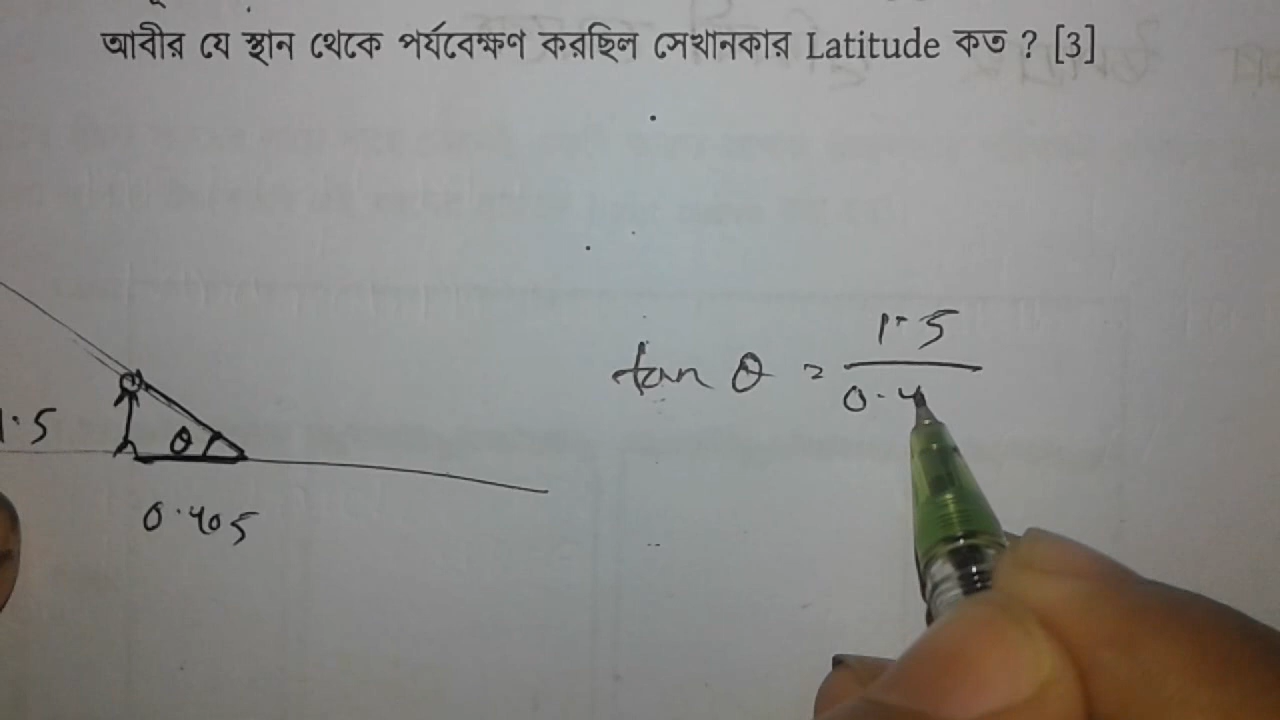 আবীর যে স্থান থেকে পর্যবেক্ষণ করছিল সেখানকার Latitude কত ? [3]
tan θ = 1.5
0.4
1.5
θ
0.405